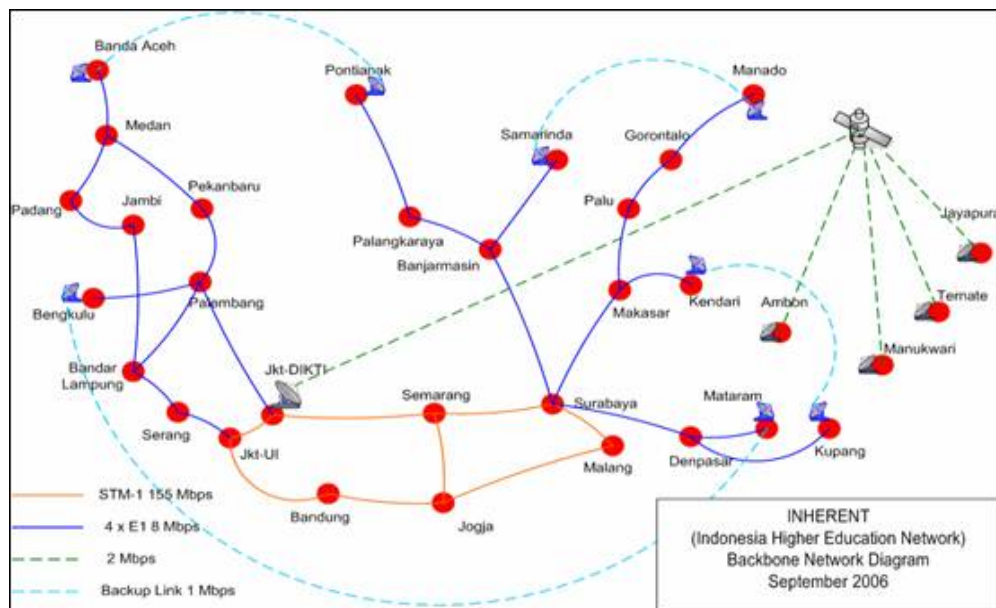 Banda Aceh
Pontianak
Manado
Medan
Samarinda
Gorontalo
Pekanbaru
Padang
Jambi
Palu
Jayapura
Palangkaraya
Banjarmasin
Bengkulu
Palembang
Makasar
Kendari
Ambon
Ternate
Manukwari
Bandar
Lampung
Jkt-DIKTI
Semarang
Surabaya
Mataram
Serang
Jkt-UI
Malang
Denpasar
Kupang
STM-1 155 Mbps
Bandung
Jogja
4 x E1 8 Mbps
2 Mbps
Backup Link 1 Mbps
INHERENT
(Indonesia Higher Education Network)
Backbone Network Diagram
September 2006